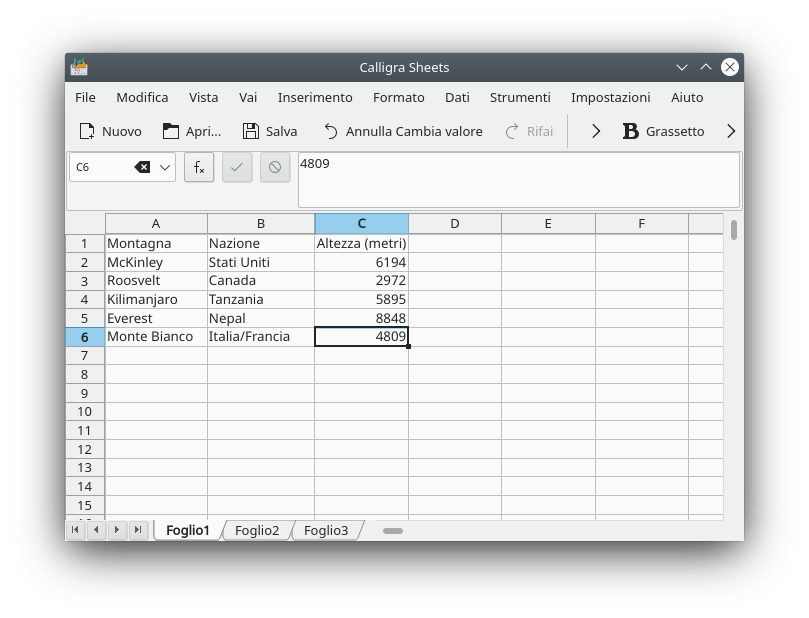 Calligra Sheets
File Modifica Vista Vai Inserimento Formato Dati Strumenti Impostazioni Aiuto
Nuovo Apri... Salva Annulla Cambia valore Rifai B Grassetto
C6 fx 4809
A B C D E F
1 Montagna Nazione Altezza (metri)
2 McKinley Stati Uniti 6194
3 Roosvelt Canada 2972
4 Kilimanjaro Tanzania 5895
5 Everest Nepal 8848
6 Monte Bianco Italia/Francia 4809
7
8
9
10
11
12
13
14
15
Foglio1 Foglio2 Foglio3